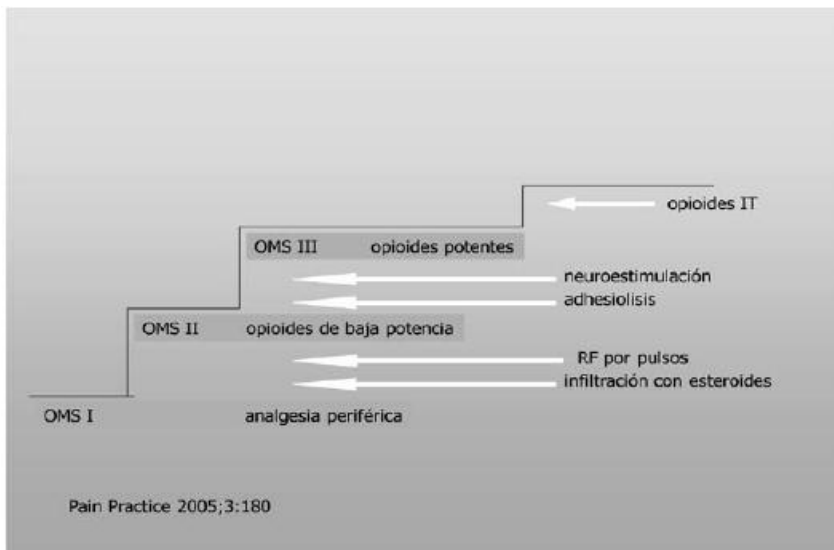 opioides IT
OMS III opioides potentes
neuroestimulación
adhesiolisis
OMS II opioides de baja potencia
RF por pulsos
infiltración con esteroides
OMS I analgesia periférica
Pain Practice 2005;3:180